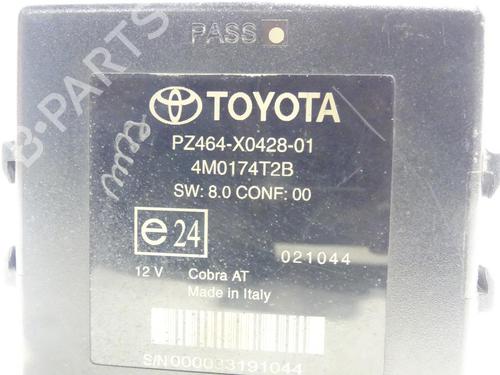 PASS
TOYOTA
PZ464-X0428-01
4M0174T2B
SW: 8.0 CONF: 00
e24
021044
12 V Cobra AT
Made in Italy
S/N000033191044
B-PARTS